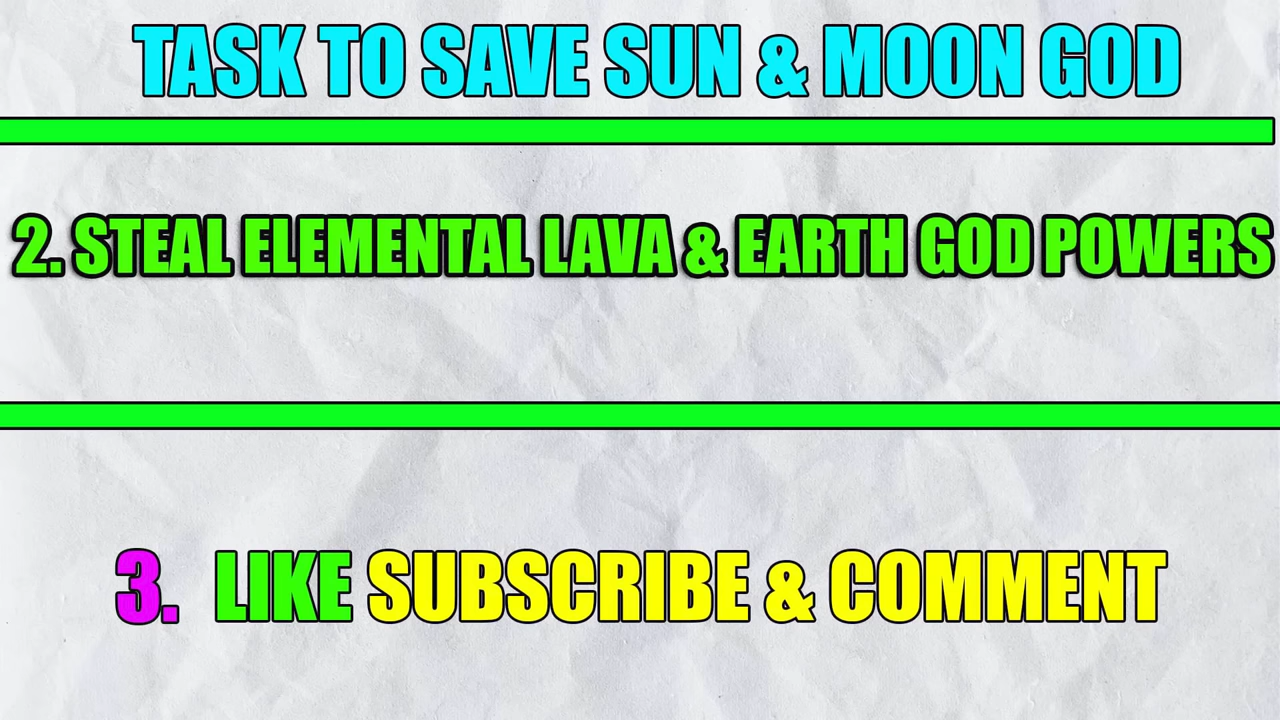 TASK TO SAVE SUN & MOON GOD
2. STEAL ELEMENTAL LAVA & EARTH GOD POWERS
3. LIKE SUBSCRIBE & COMMENT